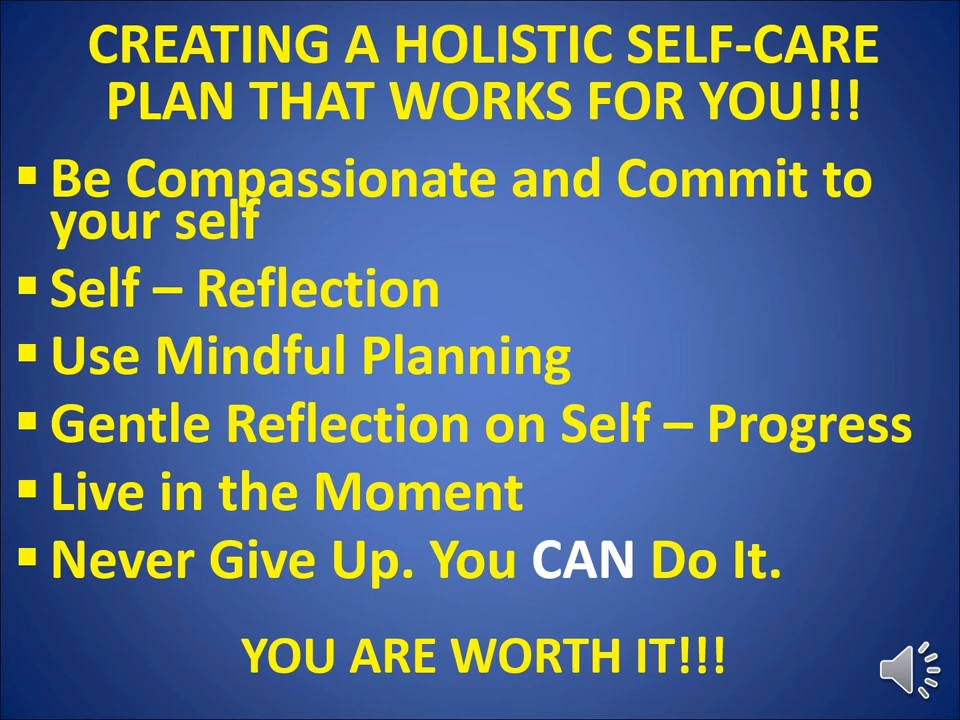 CREATING A HOLISTIC SELF-CARE
PLAN THAT WORKS FOR YOU!!!
▪ Be Compassionate and Commit to
your self
▪ Self – Reflection
▪ Use Mindful Planning
▪ Gentle Reflection on Self – Progress
▪ Live in the Moment
▪ Never Give Up. You CAN Do It.
YOU ARE WORTH IT!!!